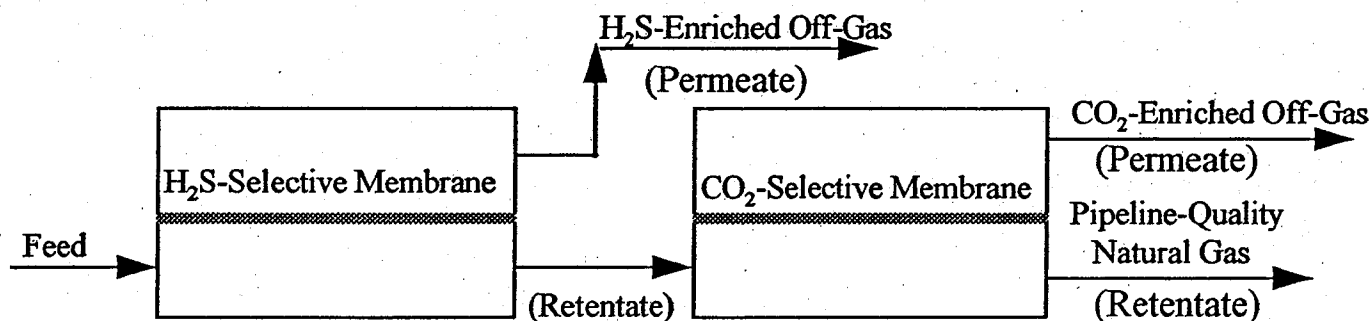 H₂S-Enriched Off-Gas
(Permeate)
CO₂-Enriched Off-Gas
(Permeate)
H₂S-Selective Membrane
CO₂-Selective Membrane
Pipeline-Quality
Natural Gas
Feed
(Retentate)
(Retentate)